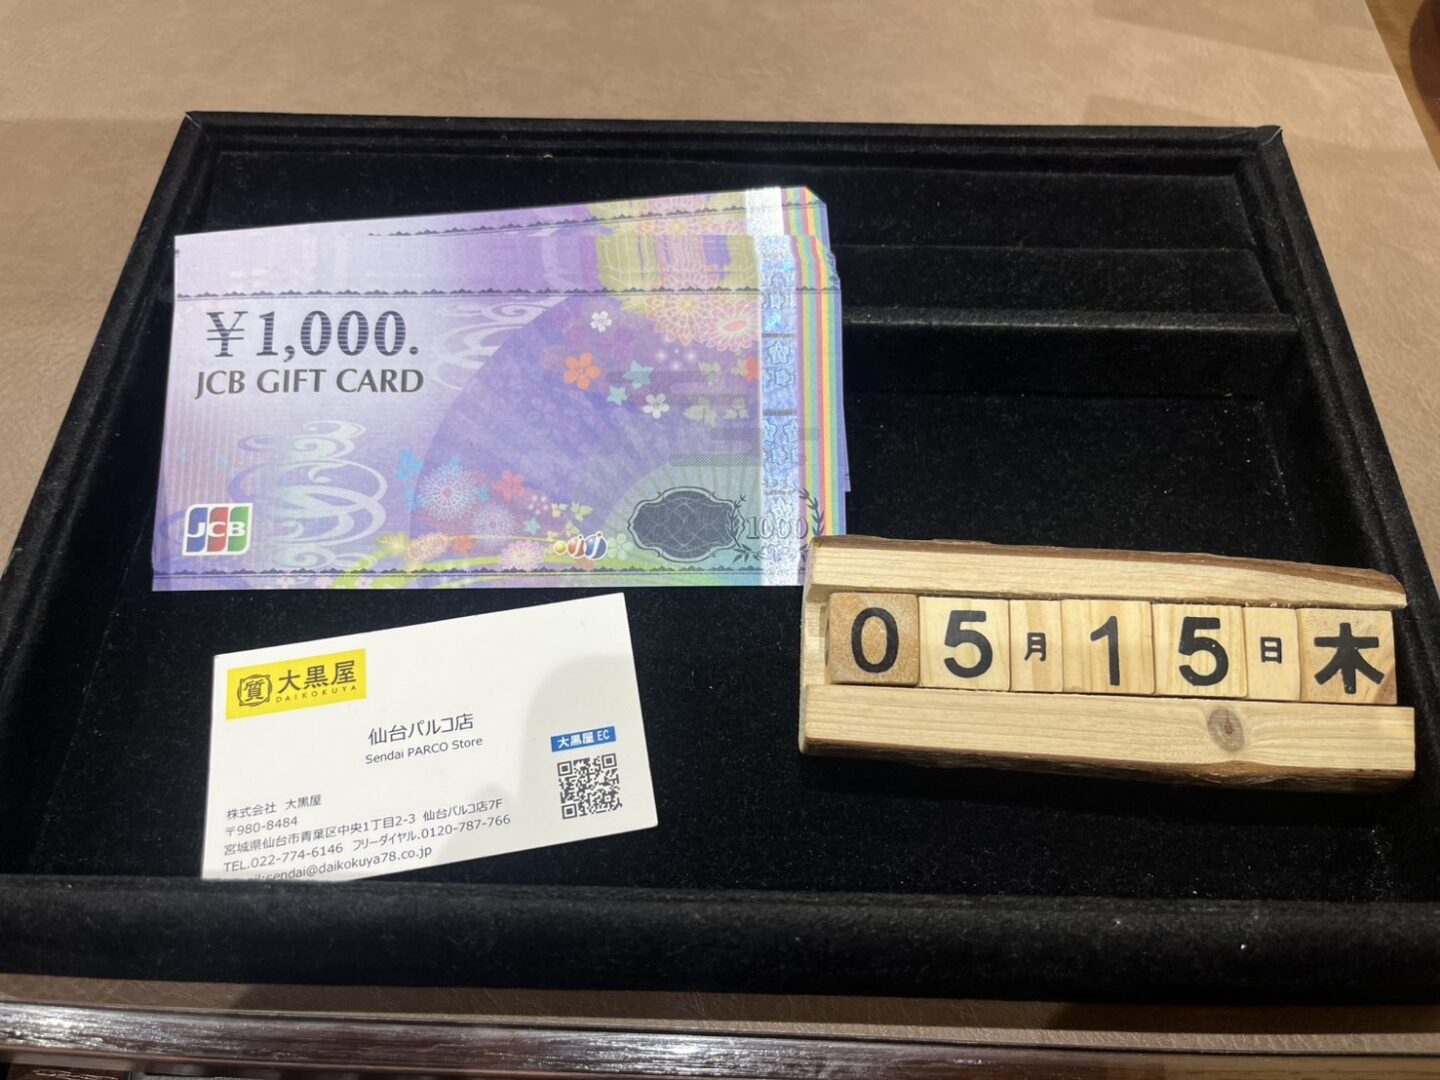 ¥1,000.
JCB GIFT CARD
JCB
1000
質 大黒屋
DAIKOKUYA
仙台パルコ店
Sendai PARCO Store
大黒屋 EC
株式会社 大黒屋
〒980-8484
宮城県仙台市青葉区中央1丁目2-3 仙台パルコ店7F
TEL.022-774-6146 フリーダイヤル.0120-787-766
sendai@daikokuya78.co.jp
05月15日木